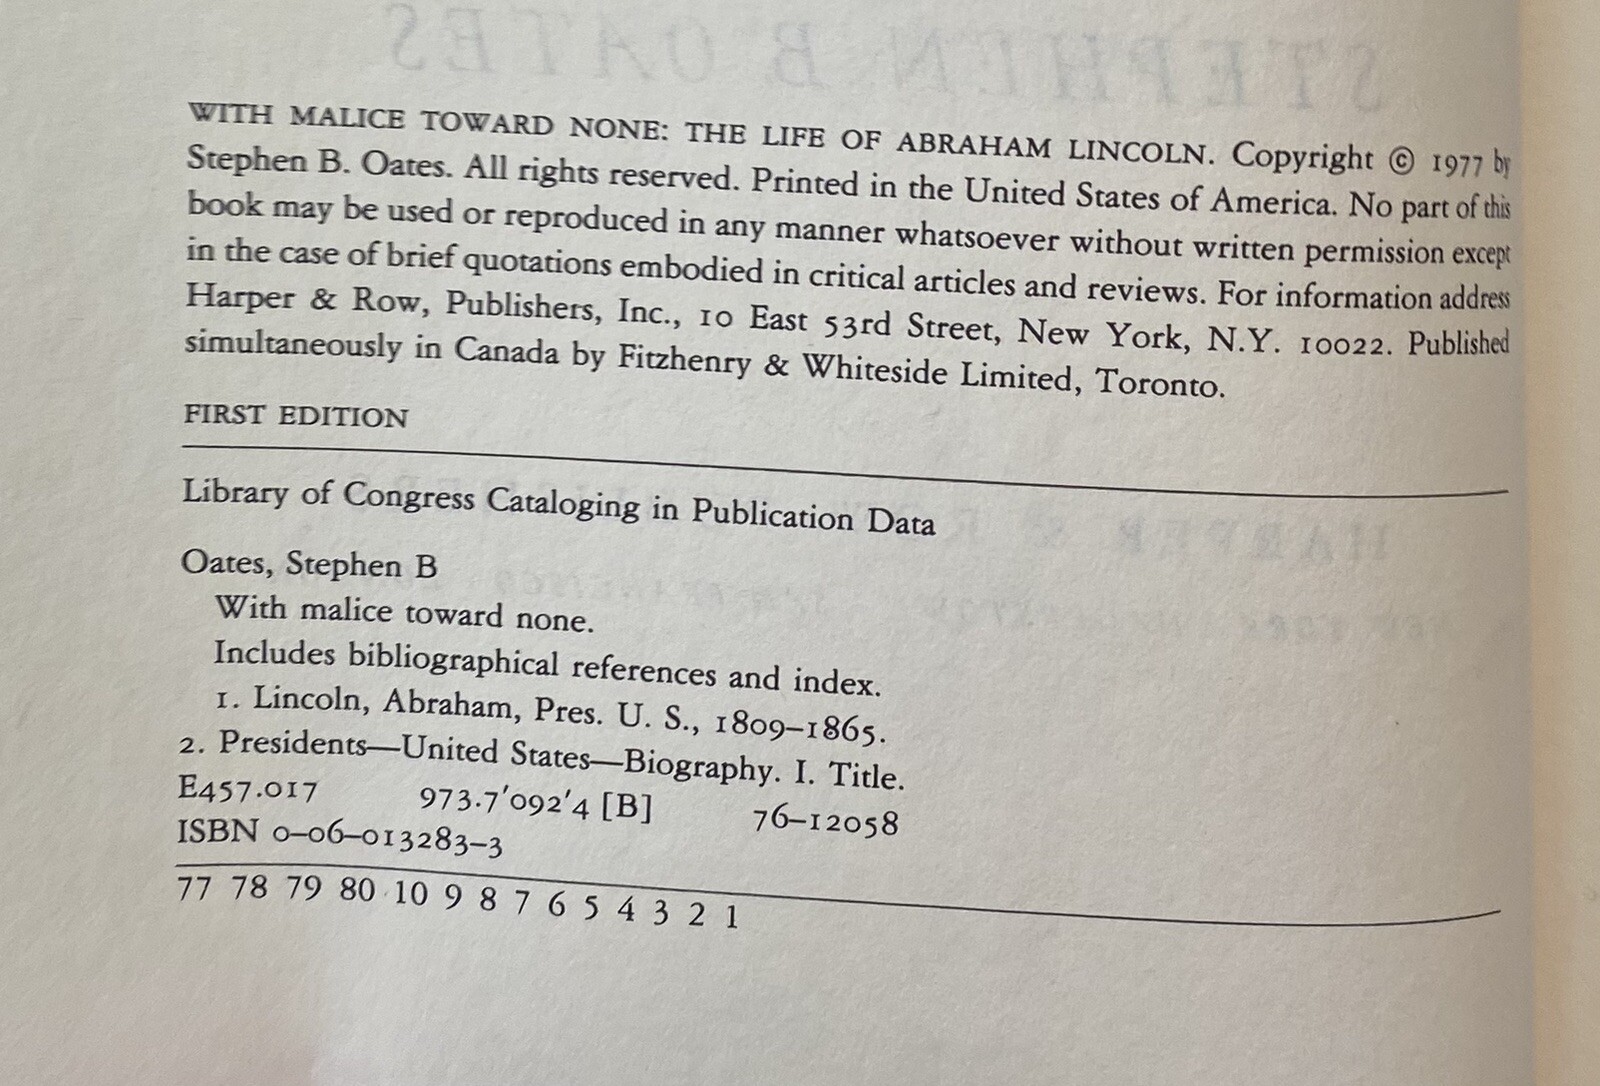 STEPHEN B. OATES
WITH MALICE TOWARD NONE: THE LIFE OF ABRAHAM LINCOLN. Copyright © 1977 by
Stephen B. Oates. All rights reserved. Printed in the United States of America. No part of this
book may be used or reproduced in any manner whatsoever without written permission except
in the case of brief quotations embodied in critical articles and reviews. For information address
Harper & Row, Publishers, Inc., 10 East 53rd Street, New York, N.Y. 10022. Published
simultaneously in Canada by Fitzhenry & Whiteside Limited, Toronto.
FIRST EDITION
Library of Congress Cataloging in Publication Data
Oates, Stephen B
With malice toward none.
Includes bibliographical references and index.
1. Lincoln, Abraham, Pres. U. S., 1809–1865.
2. Presidents—United States—Biography. I. Title.
E457.017 973.7'092'4 [B] 76–12058
ISBN 0–06–013283–3
77 78 79 80 10 9 8 7 6 5 4 3 2 1